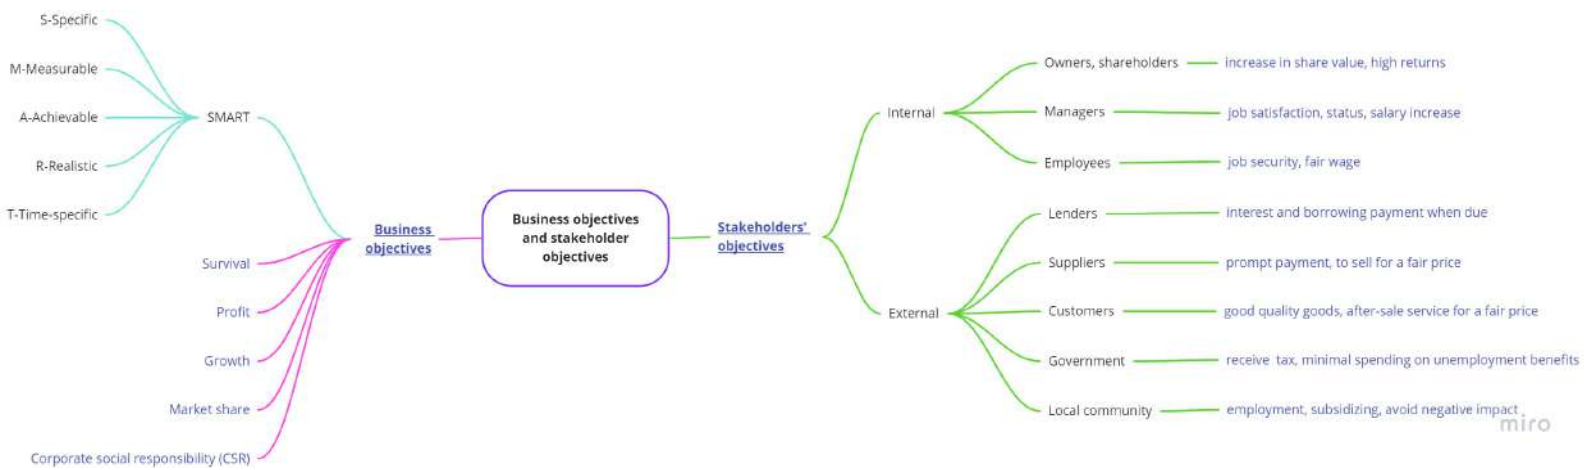 S-Specific
M-Measurable
A-Achievable
R-Realistic
T-Time-specific
SMART
Survival
Profit
Growth
Market share
Corporate social responsibility (CSR)
Business
objectives
Business objectives
and stakeholder
objectives
Stakeholders'
objectives
Internal
Owners, shareholders
increase in share value, high returns
Managers
job satisfaction, status, salary increase
Employees
job security, fair wage
External
Lenders
interest and borrowing payment when due
Suppliers
prompt payment, to sell for a fair price
Customers
good quality goods, after-sale service for a fair price
Government
receive tax, minimal spending on unemployment benefits
Local community
employment, subsidizing, avoid negative impact
miro